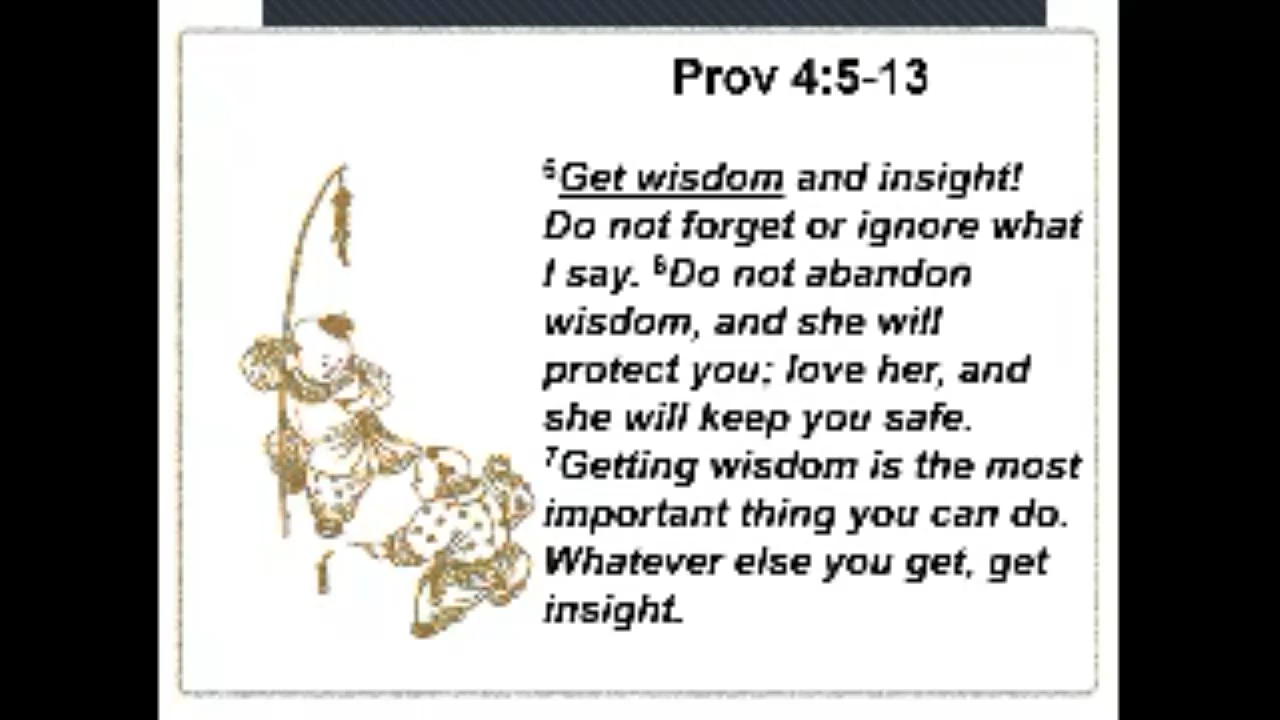 Prov 4:5-13
⁵Get wisdom and insight!
Do not forget or ignore what
I say. ⁶Do not abandon
wisdom, and she will
protect you; love her, and
she will keep you safe.
⁷Getting wisdom is the most
important thing you can do.
Whatever else you get, get
insight.